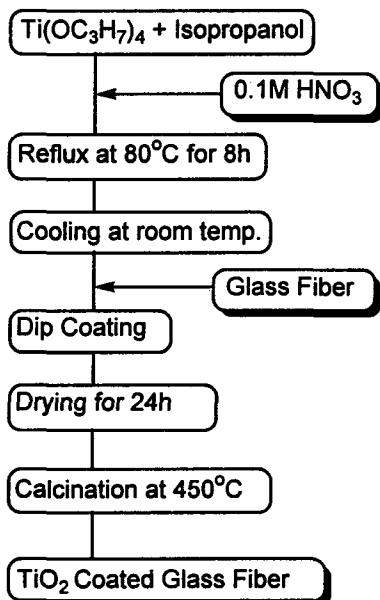 Ti(OC₃H₇)₄ + Isopropanol
0.1M HNO₃
Reflux at 80°C for 8h
Cooling at room temp.
Glass Fiber
Dip Coating
Drying for 24h
Calcination at 450°C
TiO₂ Coated Glass Fiber